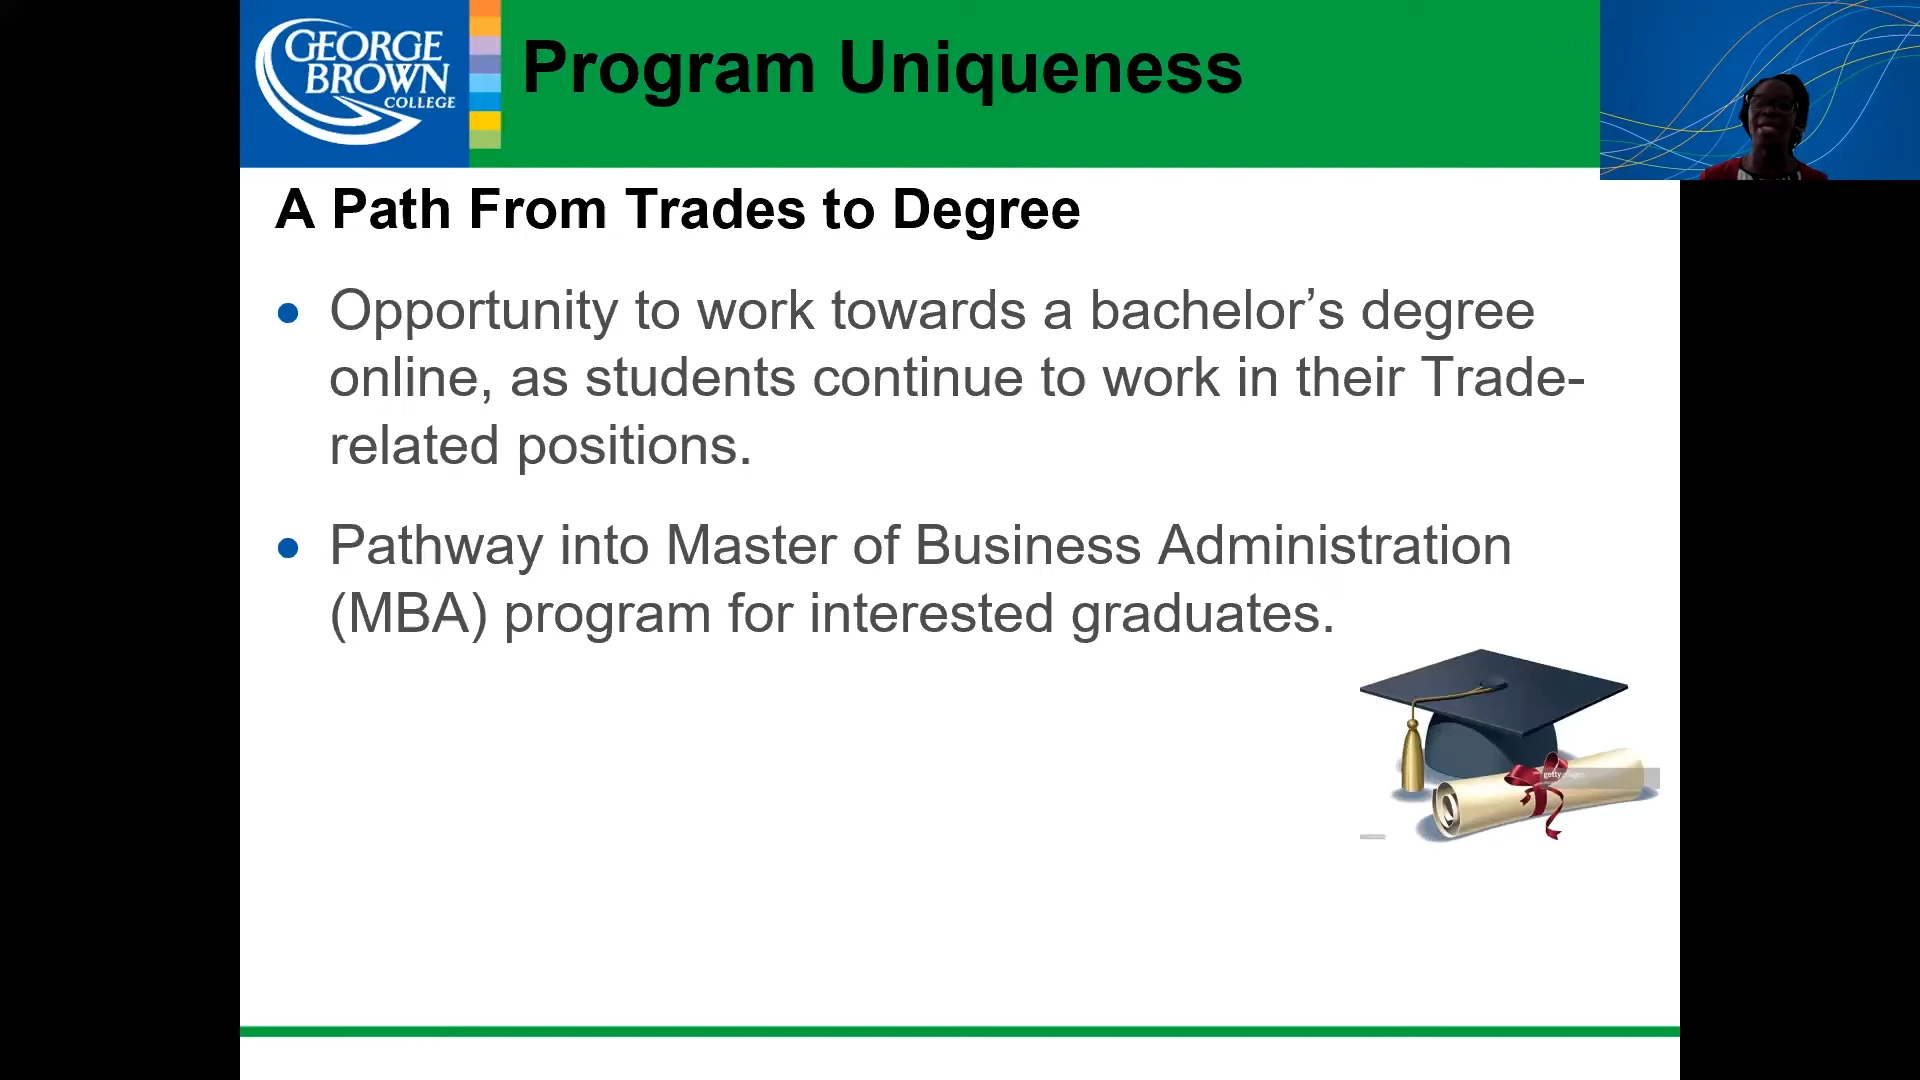 GEORGE
BROWN
COLLEGE
Program Uniqueness
A Path From Trades to Degree
• Opportunity to work towards a bachelor’s degree
online, as students continue to work in their Trade-
related positions.
• Pathway into Master of Business Administration
(MBA) program for interested graduates.
getty